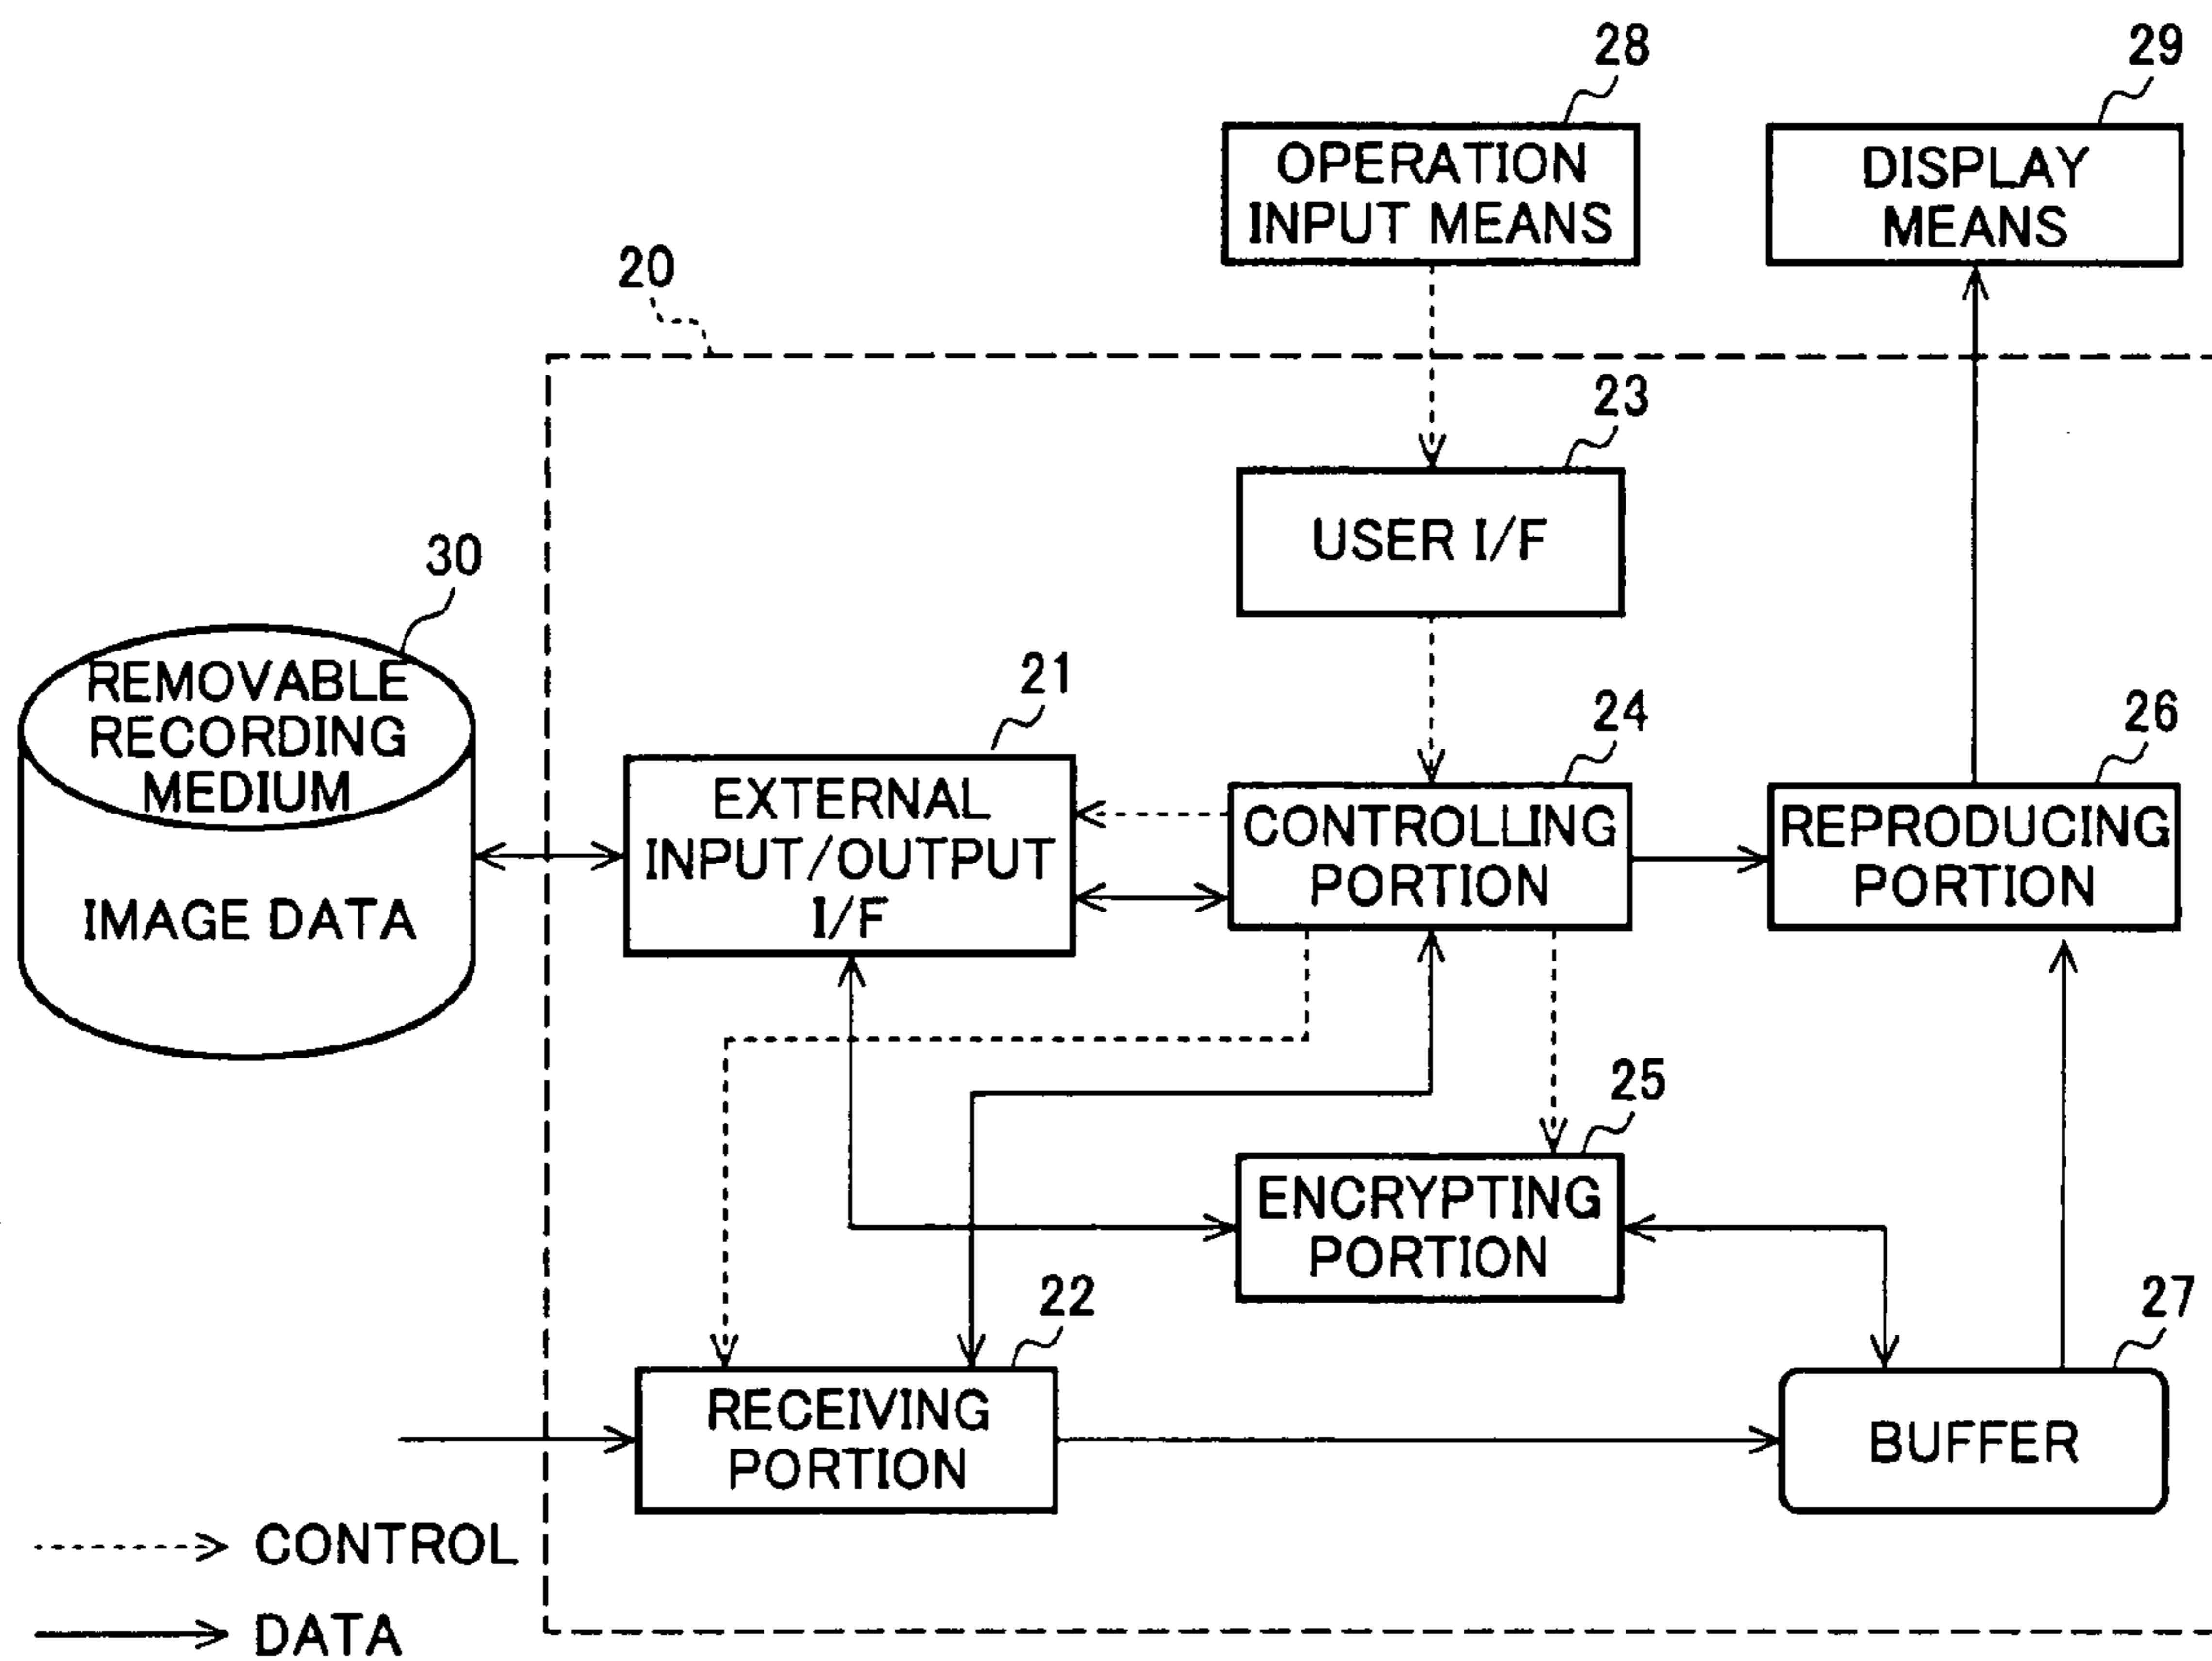 28
29
OPERATION
INPUT MEANS
DISPLAY
MEANS
20
23
USER I/F
30
REMOVABLE
RECORDING
MEDIUM
IMAGE DATA
21
EXTERNAL
INPUT/OUTPUT
I/F
24
CONTROLLING
PORTION
26
REPRODUCING
PORTION
25
ENCRYPTING
PORTION
22
RECEIVING
PORTION
27
BUFFER
CONTROL
DATA